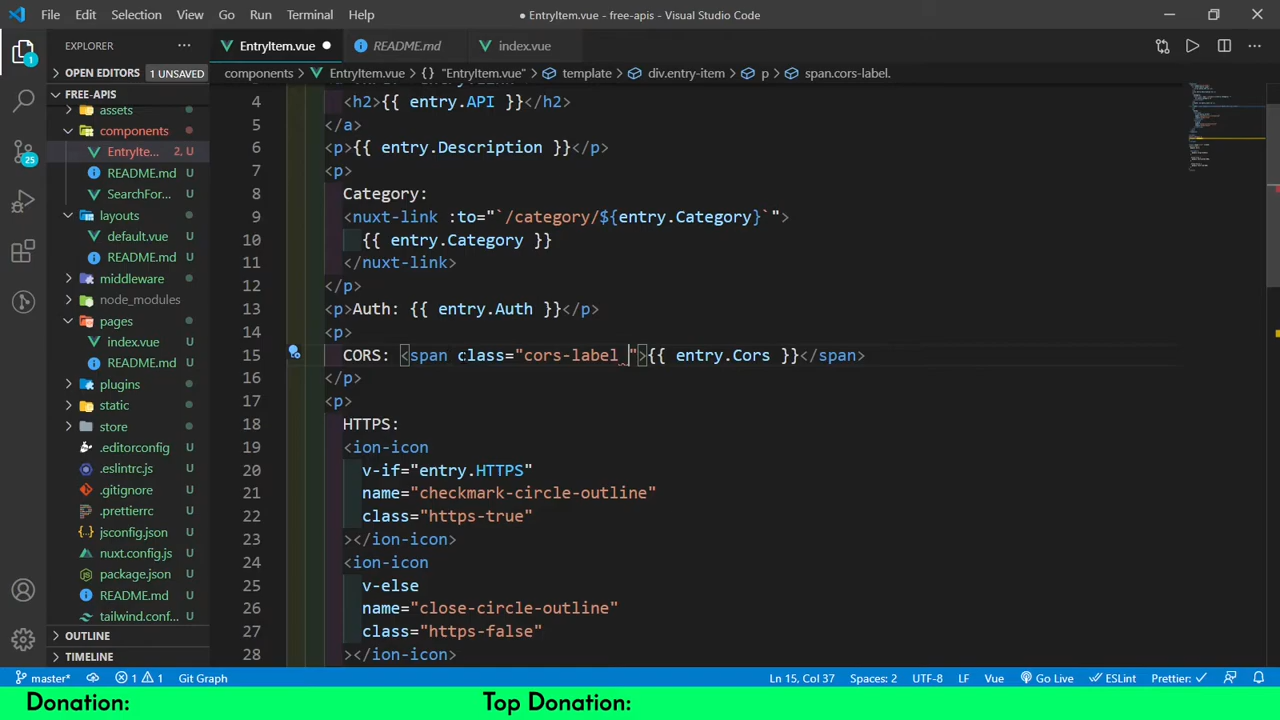 File Edit Selection View Go Run Terminal Help
● EntryItem.vue - free-apis - Visual Studio Code
EXPLORER
OPEN EDITORS 1 UNSAVED
FREE-APIS
assets
components
EntryIte... 2, U
README.md U
SearchFor... U
layouts
default.vue U
README.md U
middleware
node_modules
pages
index.vue U
README.md U
plugins
static
store
.editorconfig U
.eslintrc.js U
.gitignore U
.prettierrc U
jsconfig.json U
nuxt.config.js U
package.json U
README.md U
tailwind.conf... U
OUTLINE
TIMELINE
1
25
EntryItem.vue ● README.md index.vue
components > EntryItem.vue > {} "EntryItem.vue" > template > div.entry-item > p > span.cors-label.
4 <h2>{{ entry.API }}</h2>
5 </a>
6 <p>{{ entry.Description }}</p>
7 <p>
8 Category:
9 <nuxt-link :to="`/category/${entry.Category}`">
10 {{ entry.Category }}
11 </nuxt-link>
12 </p>
13 <p>Auth: {{ entry.Auth }}</p>
14 <p>
15 CORS: <span class="cors-label ">{{ entry.Cors }}</span>
16 </p>
17 <p>
18 HTTPS:
19 <ion-icon
20 v-if="entry.HTTPS"
21 name="checkmark-circle-outline"
22 class="https-true"
23 ></ion-icon>
24 <ion-icon
25 v-else
26 name="close-circle-outline"
27 class="https-false"
28 ></ion-icon>
master* 1 1 Git Graph Ln 15, Col 37 Spaces: 2 UTF-8 LF Vue Go Live ESLint Prettier: ✓
Donation: Top Donation: